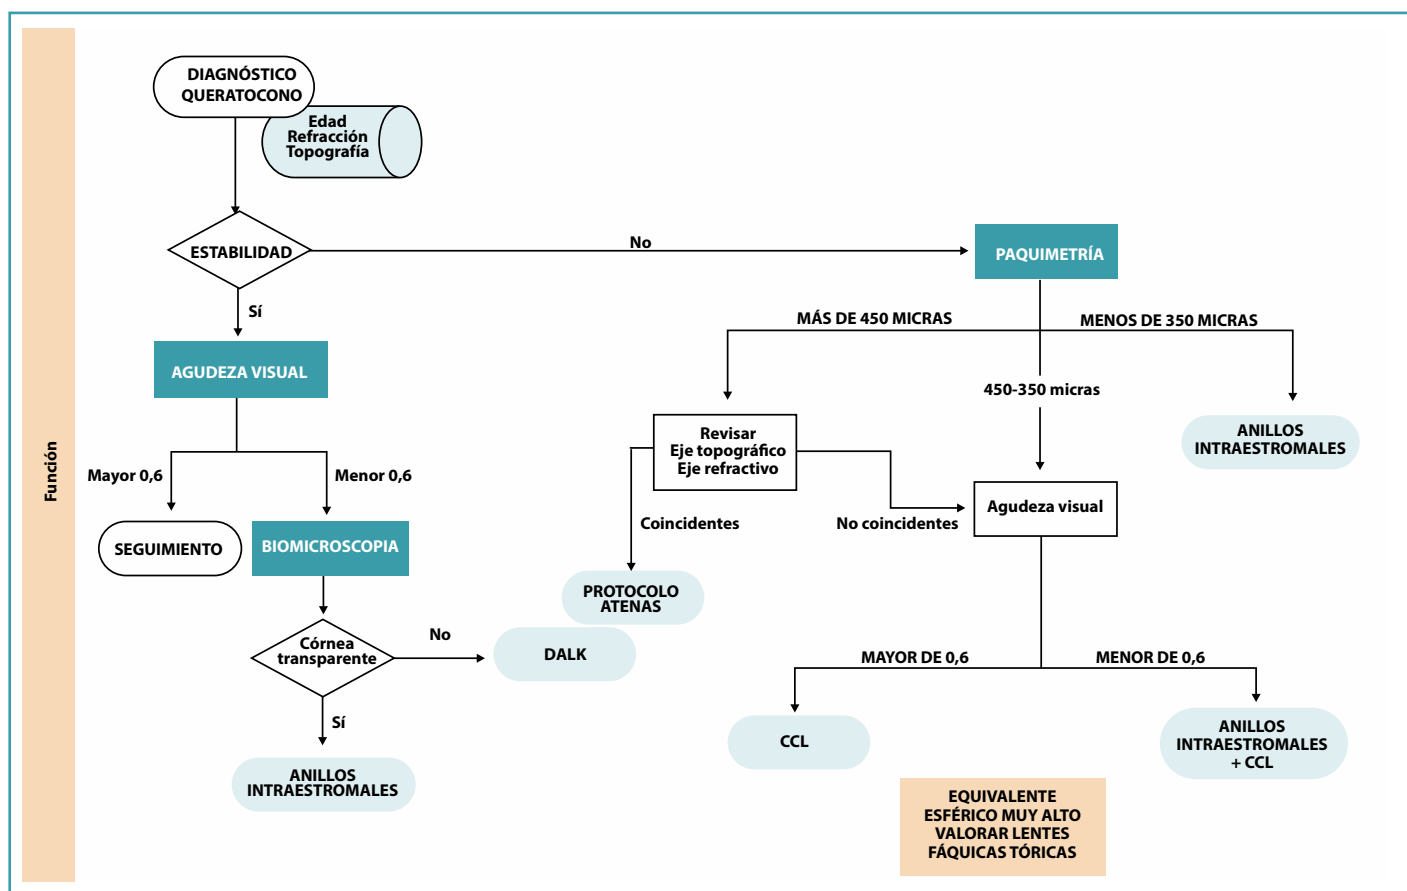 Función
DIAGNÓSTICO
QUERATOCONO
Edad
Refracción
Topografía
ESTABILIDAD
No
PAQUIMETRÍA
Sí
AGUDEZA VISUAL
Mayor 0,6
Menor 0,6
SEGUIMIENTO
BIOMICROSCOPIA
Córnea
transparente
No
DALK
Sí
ANILLOS
INTRAESTROMALES
MÁS DE 450 MICRAS
MENOS DE 350 MICRAS
450-350 micras
ANILLOS
INTRAESTROMALES
Revisar
Eje topográfico
Eje refractivo
Coincidentes
No coincidentes
Agudeza visual
PROTOCOLO
ATENAS
MAYOR DE 0,6
MENOR DE 0,6
CCL
ANILLOS
INTRAESTROMALES
+ CCL
EQUIVALENTE
ESFÉRICO MUY ALTO
VALORAR LENTES
FÁQUICAS TÓRICAS